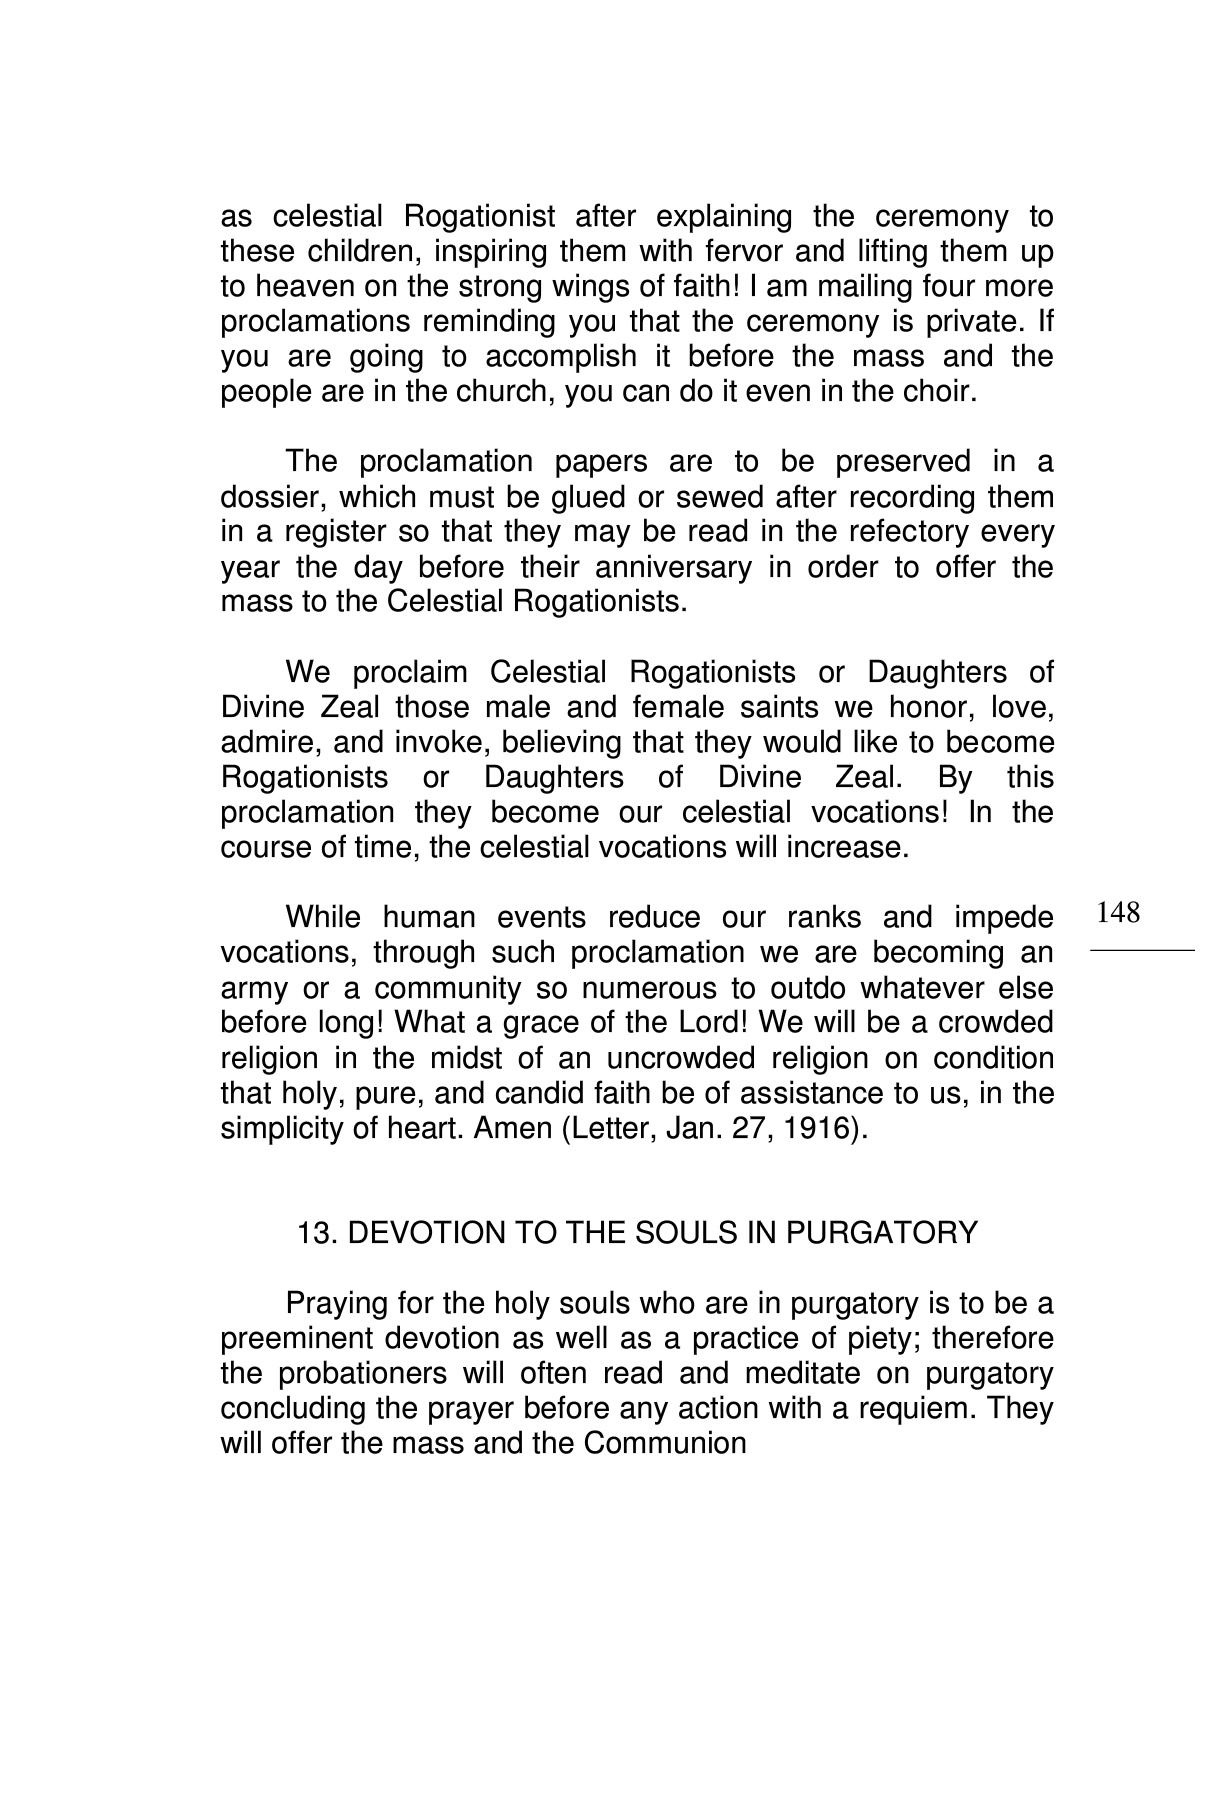 as celestial Rogationist after explaining the ceremony to
these children, inspiring them with fervor and lifting them up
to heaven on the strong wings of faith! I am mailing four more
proclamations reminding you that the ceremony is private. If
you are going to accomplish it before the mass and the
people are in the church, you can do it even in the choir.
The proclamation papers are to be preserved in a
dossier, which must be glued or sewed after recording them
in a register so that they may be read in the refectory every
year the day before their anniversary in order to offer the
mass to the Celestial Rogationists.
We proclaim Celestial Rogationists or Daughters of
Divine Zeal those male and female saints we honor, love,
admire, and invoke, believing that they would like to become
Rogationists or Daughters of Divine Zeal. By this
proclamation they become our celestial vocations! In the
course of time, the celestial vocations will increase.
While human events reduce our ranks and impede
vocations, through such proclamation we are becoming an
army or a community so numerous to outdo whatever else
before long! What a grace of the Lord! We will be a crowded
religion in the midst of an uncrowded religion on condition
that holy, pure, and candid faith be of assistance to us, in the
simplicity of heart. Amen (Letter, Jan. 27, 1916).
148
13. DEVOTION TO THE SOULS IN PURGATORY
Praying for the holy souls who are in purgatory is to be a
preeminent devotion as well as a practice of piety; therefore
the probationers will often read and meditate on purgatory
concluding the prayer before any action with a requiem. They
will offer the mass and the Communion